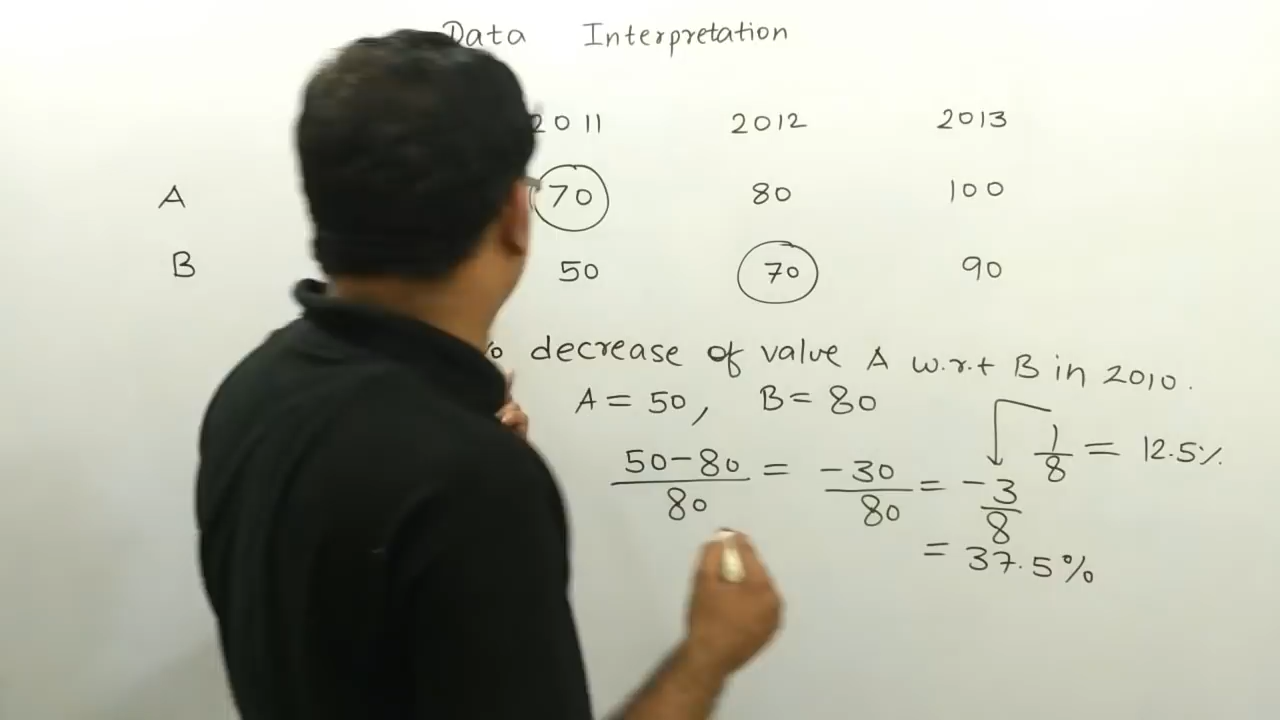 Data Interpretation
2011 2012 2013
A 70 80 100
B 50 70 90
% decrease of value A w.r.t B in 2010.
A = 50, B = 80
1/8 = 12.5%
50-80/80 = -30/80 = -3/8
= 37.5%